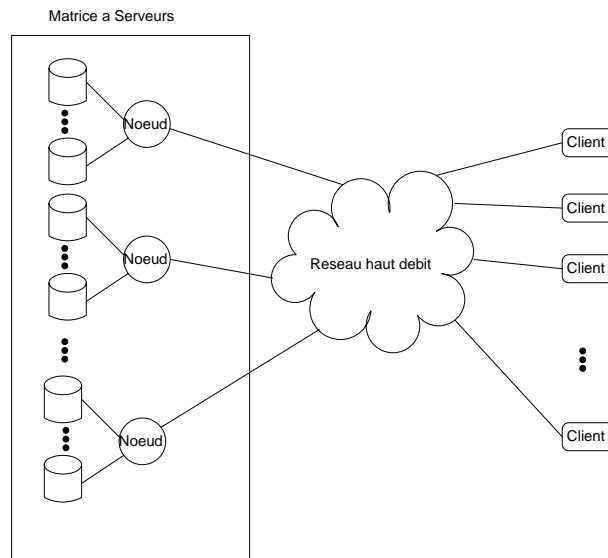 Matrice a Serveurs
Noeud
Noeud
Noeud
Reseau haut debit
Client
Client
Client
Client